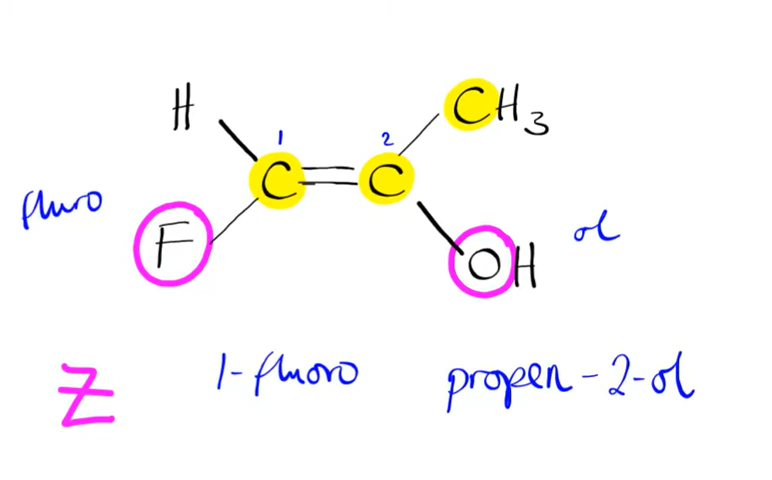 H CH3
1 2
C = C
fluro F OH ol
Z 1-fluoro propen-2-ol